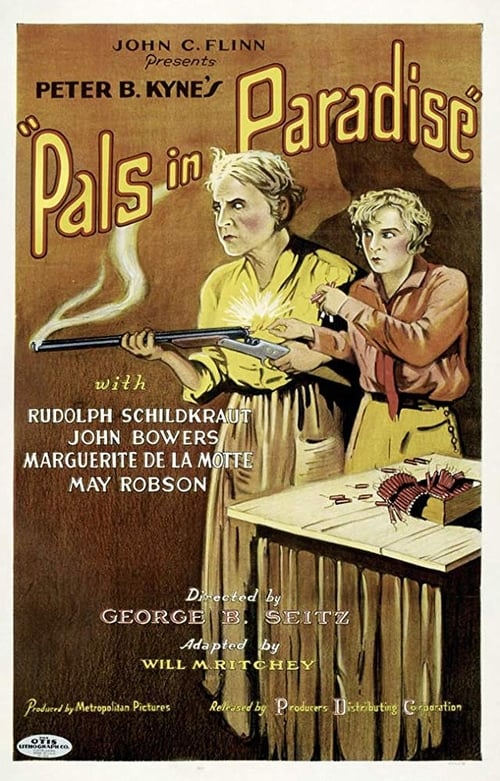 JOHN C. FLINN
Presents
PETER B. KYNE'S
"Pals in Paradise"
with
RUDOLPH SCHILDKRAUT
JOHN BOWERS
MARGUERITE DE LA MOTTE
MAY ROBSON
Directed by
GEORGE B. SEITZ
Adapted by
WILL M. RITCHEY
Produced by Metropolitan Pictures
Released by Producers Distributing Corporation
THE
OTIS
LITHOGRAPH CO.